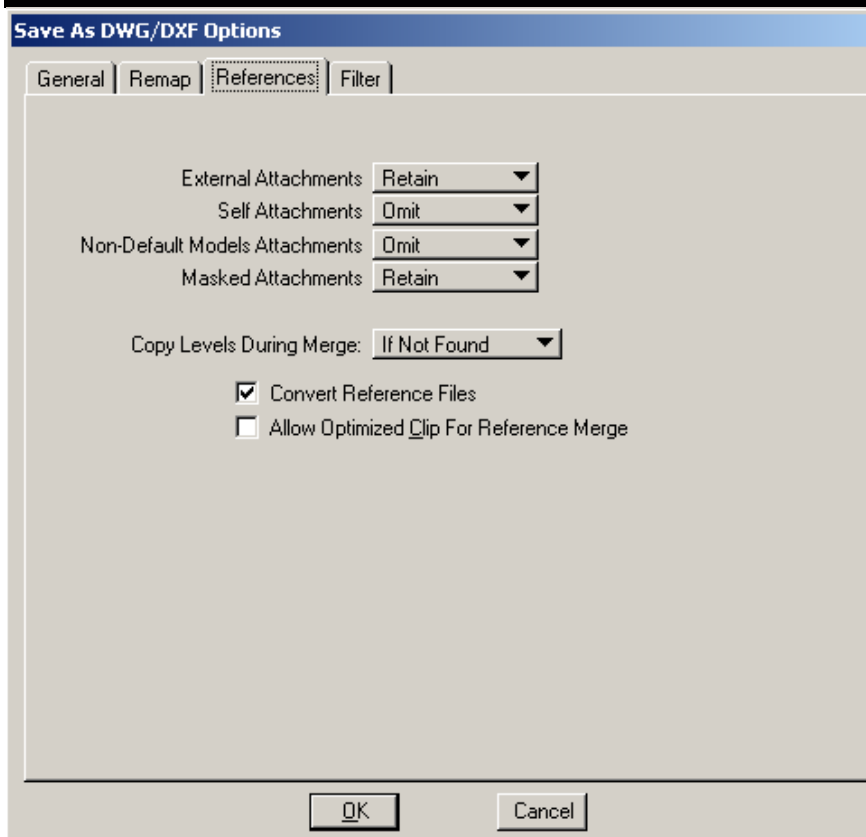 Save As DWG/DXF Options
General Remap References Filter
External Attachments Retain
Self Attachments Omit
Non-Default Models Attachments Omit
Masked Attachments Retain
Copy Levels During Merge: If Not Found
Convert Reference Files
Allow Optimized Clip For Reference Merge
OK Cancel